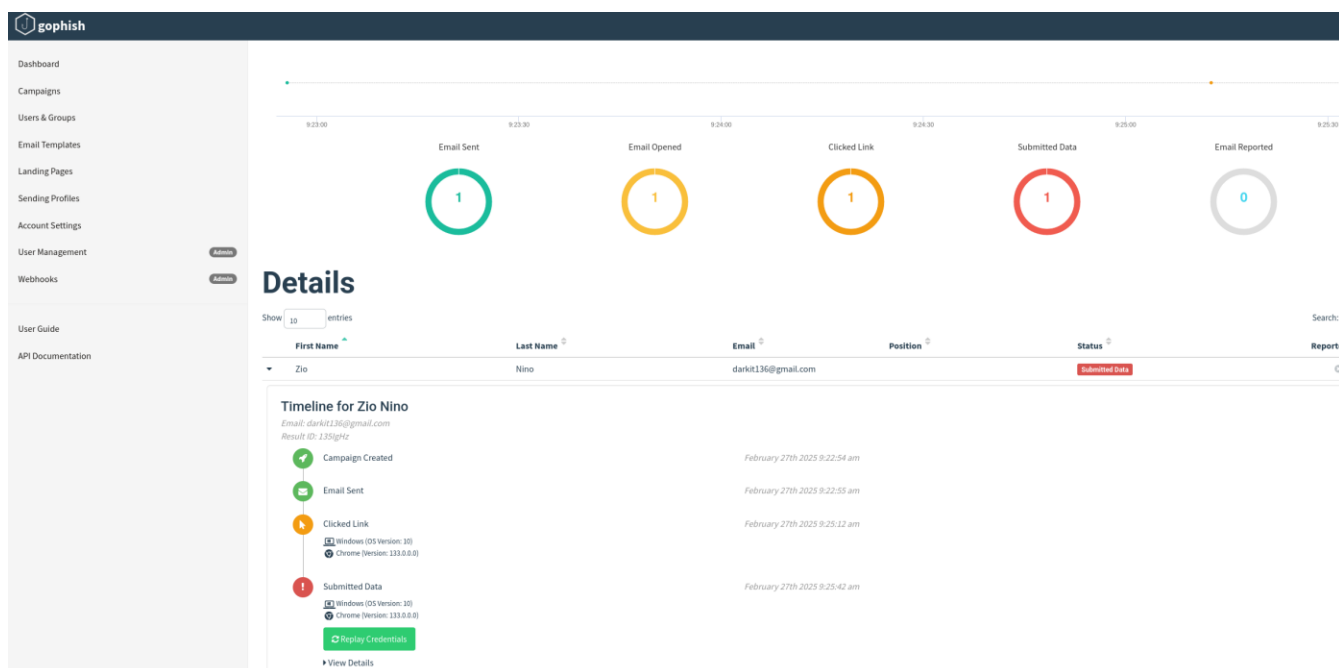 gophish
Dashboard
Campaigns
Users & Groups
Email Templates
Landing Pages
Sending Profiles
Account Settings
User Management Admin
Webhooks Admin
User Guide
API Documentation
9:23:00 9:23:30 9:24:00 9:24:30 9:25:00 9:25:30
Email Sent Email Opened Clicked Link Submitted Data Email Reported
1 1 1 1 0
Details
Show 10 entries Search:
First Name Last Name Email Position Status Reporte
Zio Nino darkit136@gmail.com Submitted Data
Timeline for Zio Nino
Email: darkit136@gmail.com
Result ID: 135IgHz
Campaign Created February 27th 2025 9:22:54 am
Email Sent February 27th 2025 9:22:55 am
Clicked Link February 27th 2025 9:25:12 am
Windows (OS Version: 10)
Chrome (Version: 133.0.0.0)
Submitted Data February 27th 2025 9:25:42 am
Windows (OS Version: 10)
Chrome (Version: 133.0.0.0)
Replay Credentials
View Details